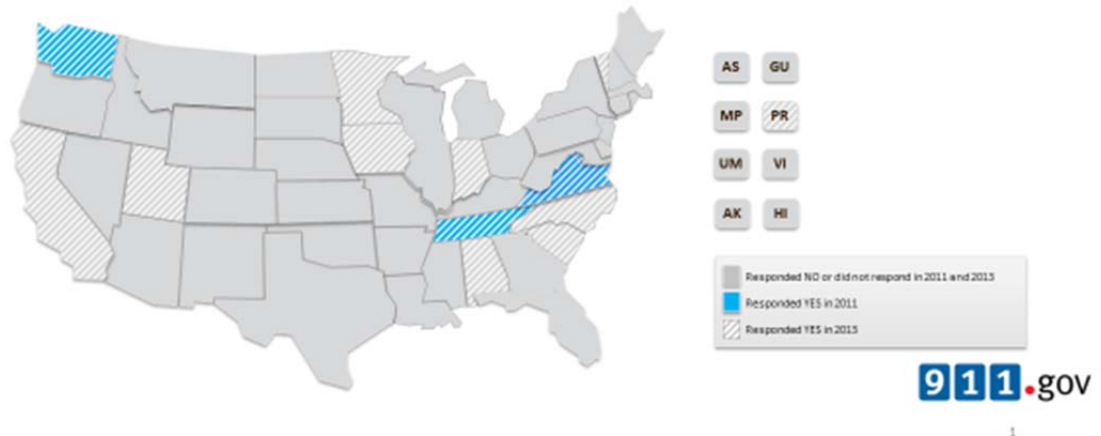 AS GU
MP PR
UM VI
AK HI
Responded NO or did not respond in 2011 and 2013
Responded YES in 2011
Responded YES in 2013
911.gov
1